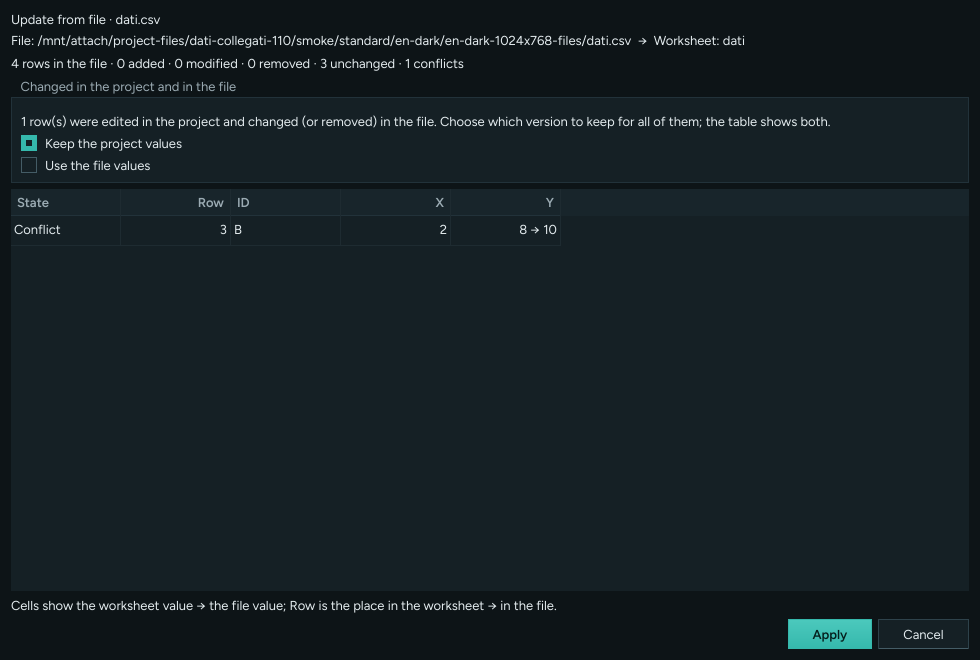 Update from file · dati.csv
File: /mnt/attach/project-files/dati-collegati-110/smoke/standard/en-dark/en-dark-1024x768-files/dati.csv → Worksheet: dati
4 rows in the file · 0 added · 0 modified · 0 removed · 3 unchanged · 1 conflicts
Changed in the project and in the file
1 row(s) were edited in the project and changed (or removed) in the file. Choose which version to keep for all of them; the table shows both.
Keep the project values
Use the file values
State Row ID X Y
Conflict 3 B 2 8 → 10
Cells show the worksheet value → the file value; Row is the place in the worksheet → in the file.
Apply Cancel